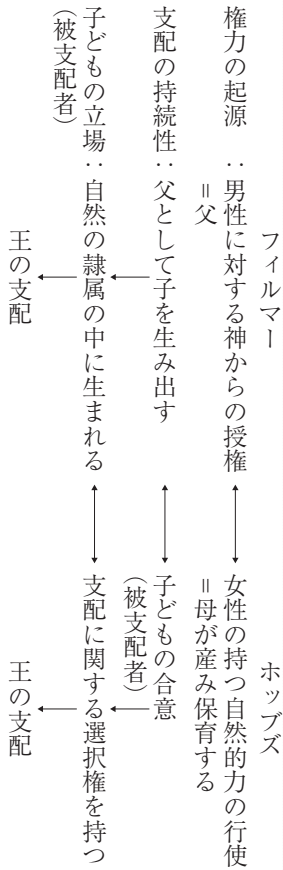 フィルマー
ホッブズ
権力の起源：男性に対する神からの授権
＝父
女性の持つ自然的力の行使
＝母が産み保育する
支配の持続性：父として子を生み出す
子どもの合意
（被支配者）
子どもの立場：自然の隷属の中に生まれる
（被支配者）
支配に関する選択権を持つ
王の支配
王の支配